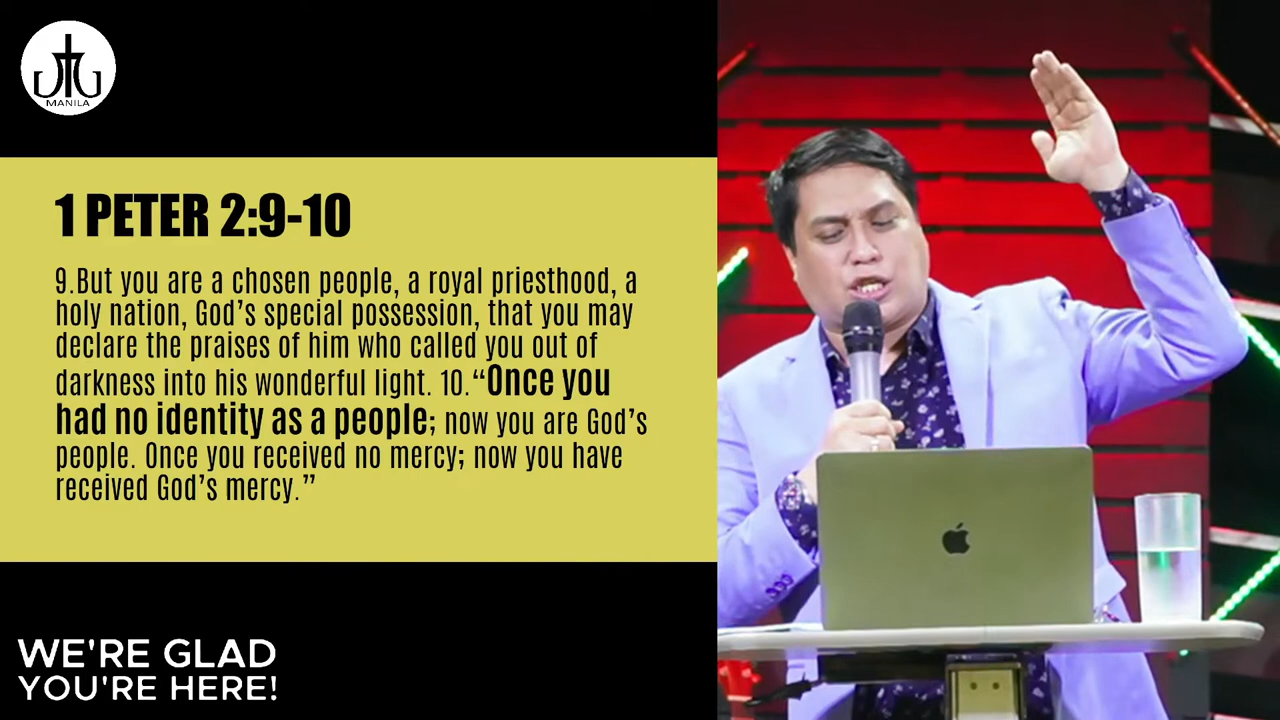 MANILA
1 PETER 2:9-10
9.But you are a chosen people, a royal priesthood, a
holy nation, God’s special possession, that you may
declare the praises of him who called you out of
darkness into his wonderful light. 10.“Once you
had no identity as a people; now you are God’s
people. Once you received no mercy; now you have
received God’s mercy.”
WE'RE GLAD
YOU'RE HERE!